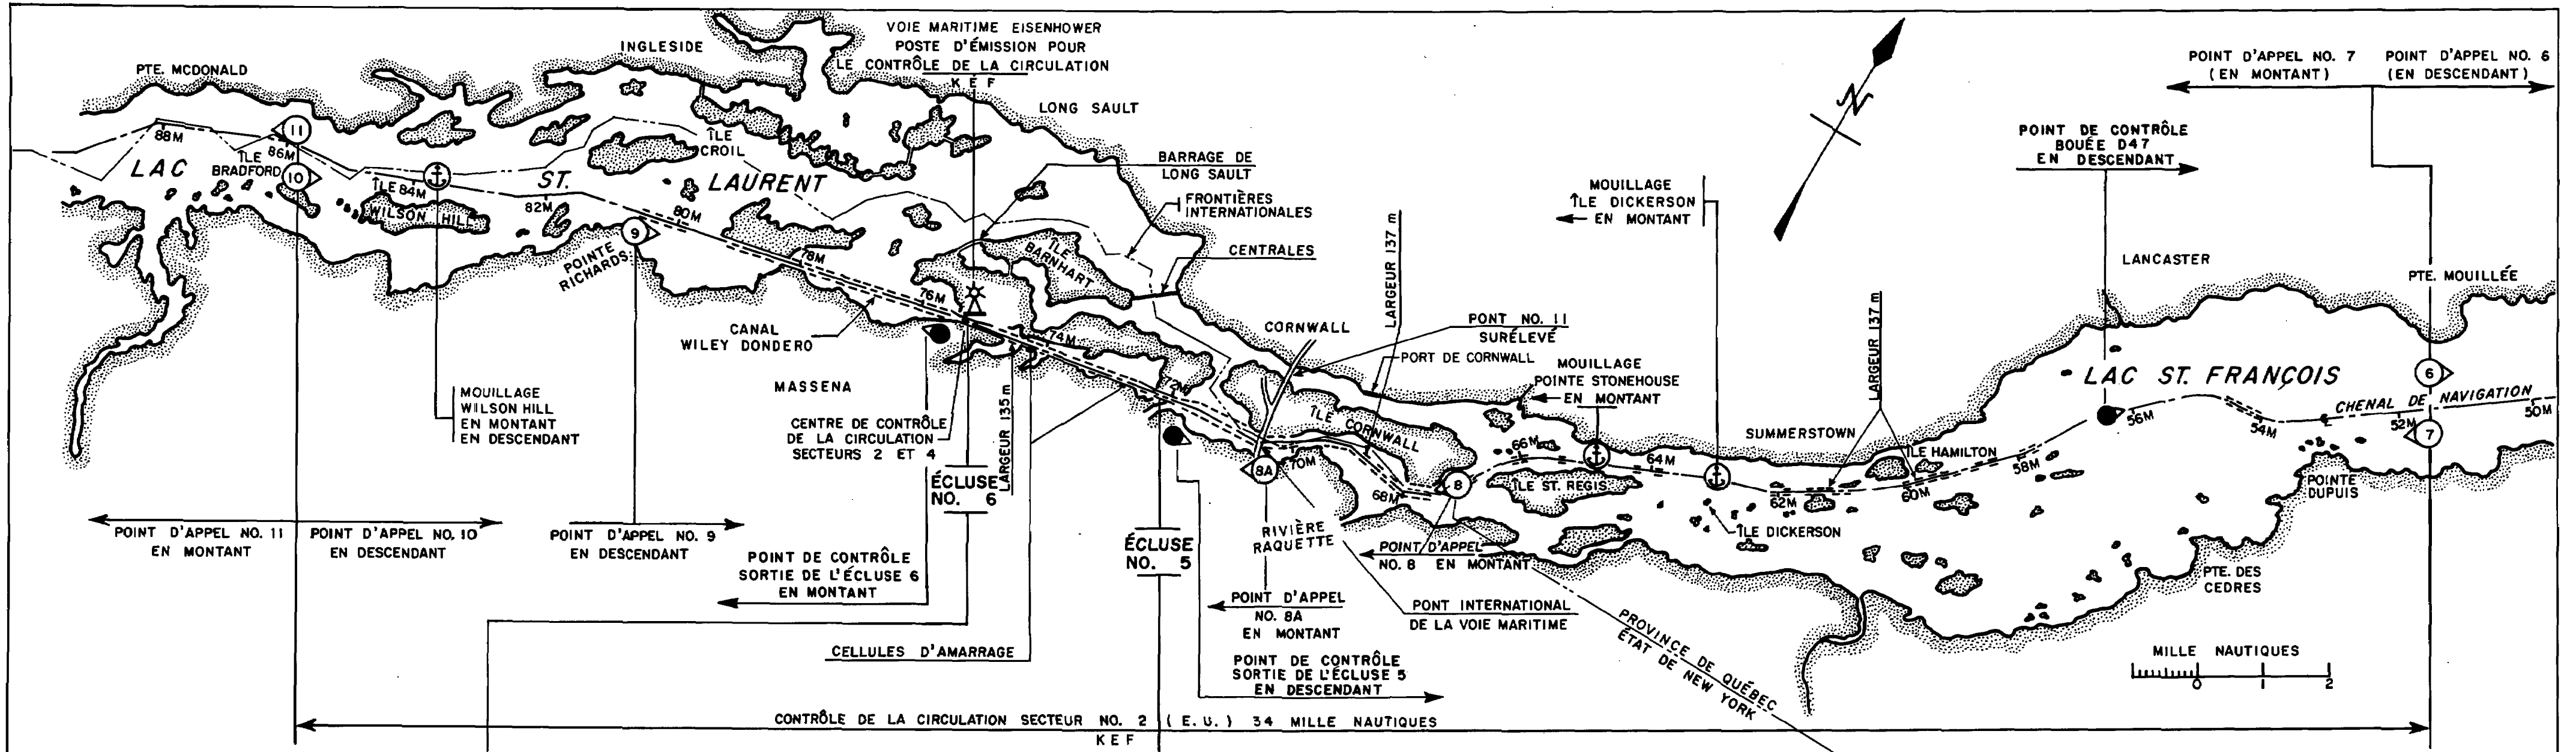 VOIE MARITIME EISENHOWER
POSTE D'ÉMISSION POUR
LE CONTRÔLE DE LA CIRCULATION
K É F
INGLESIDE
PTE. MCDONALD
LONG SAULT
POINT D'APPEL NO. 7
(EN MONTANT)
POINT D'APPEL NO. 6
(EN DESCENDANT)
N
POINT DE CONTRÔLE
BOUÉE D47
EN DESCENDANT
BARRAGE DE
LONG SAULT
FRONTIÈRES
INTERNATIONALES
CENTRALES
MOUILLAGE
ÎLE DICKERSON
EN MONTANT
88M
86M
11
10
ÎLE
BRADFORD
LAC ST. LAURENT
ÎLE
CROIL
ÎLE
WILSON HILL
84M
82M
80M
78M
76M
74M
72M
70M
68M
66M
64M
62M
60M
58M
56M
54M
52M
50M
9
POINTE
RICHARDS
ÎLE
BARNHART
LARGEUR 137 m
LARGEUR 137 m
LANCASTER
PTE. MOUILLÉE
CANAL
WILEY DONDERO
CORNWALL
PONT NO. 11
SURÉLEVÉ
PORT DE CORNWALL
MOUILLAGE
POINTE STONEHOUSE
EN MONTANT
LAC ST. FRANÇOIS
CHENAL DE NAVIGATION
6
7
MASSENA
MOUILLAGE
WILSON HILL
EN MONTANT
EN DESCENDANT
CENTRE DE CONTRÔLE
DE LA CIRCULATION
SECTEURS 2 ET 4
LARGEUR 135 m
ÎLE CORNWALL
SUMMERSTOWN
ÎLE HAMILTON
8A
8
ÎLE ST. REGIS
POINTE
DUPUIS
ÉCLUSE
NO. 6
ÉCLUSE
NO. 5
RIVIÈRE
RAQUETTE
ÎLE DICKERSON
POINT D'APPEL NO. 11
EN MONTANT
POINT D'APPEL NO. 10
EN DESCENDANT
POINT D'APPEL NO. 9
EN DESCENDANT
POINT DE CONTRÔLE
SORTIE DE L'ÉCLUSE 6
EN MONTANT
POINT D'APPEL
NO. 8 EN MONTANT
PTE. DES
CEDRES
POINT D'APPEL
NO. 8A
EN MONTANT
PONT INTERNATIONAL
DE LA VOIE MARITIME
CELLULES D'AMARRAGE
POINT DE CONTRÔLE
SORTIE DE L'ÉCLUSE 5
EN DESCENDANT
PROVINCE DE QUÉBEC
ÉTAT DE NEW YORK
MILLE NAUTIQUES
0 1 2
CONTRÔLE DE LA CIRCULATION SECTEUR NO. 2 (E.U.) 34 MILLE NAUTIQUES
K E F